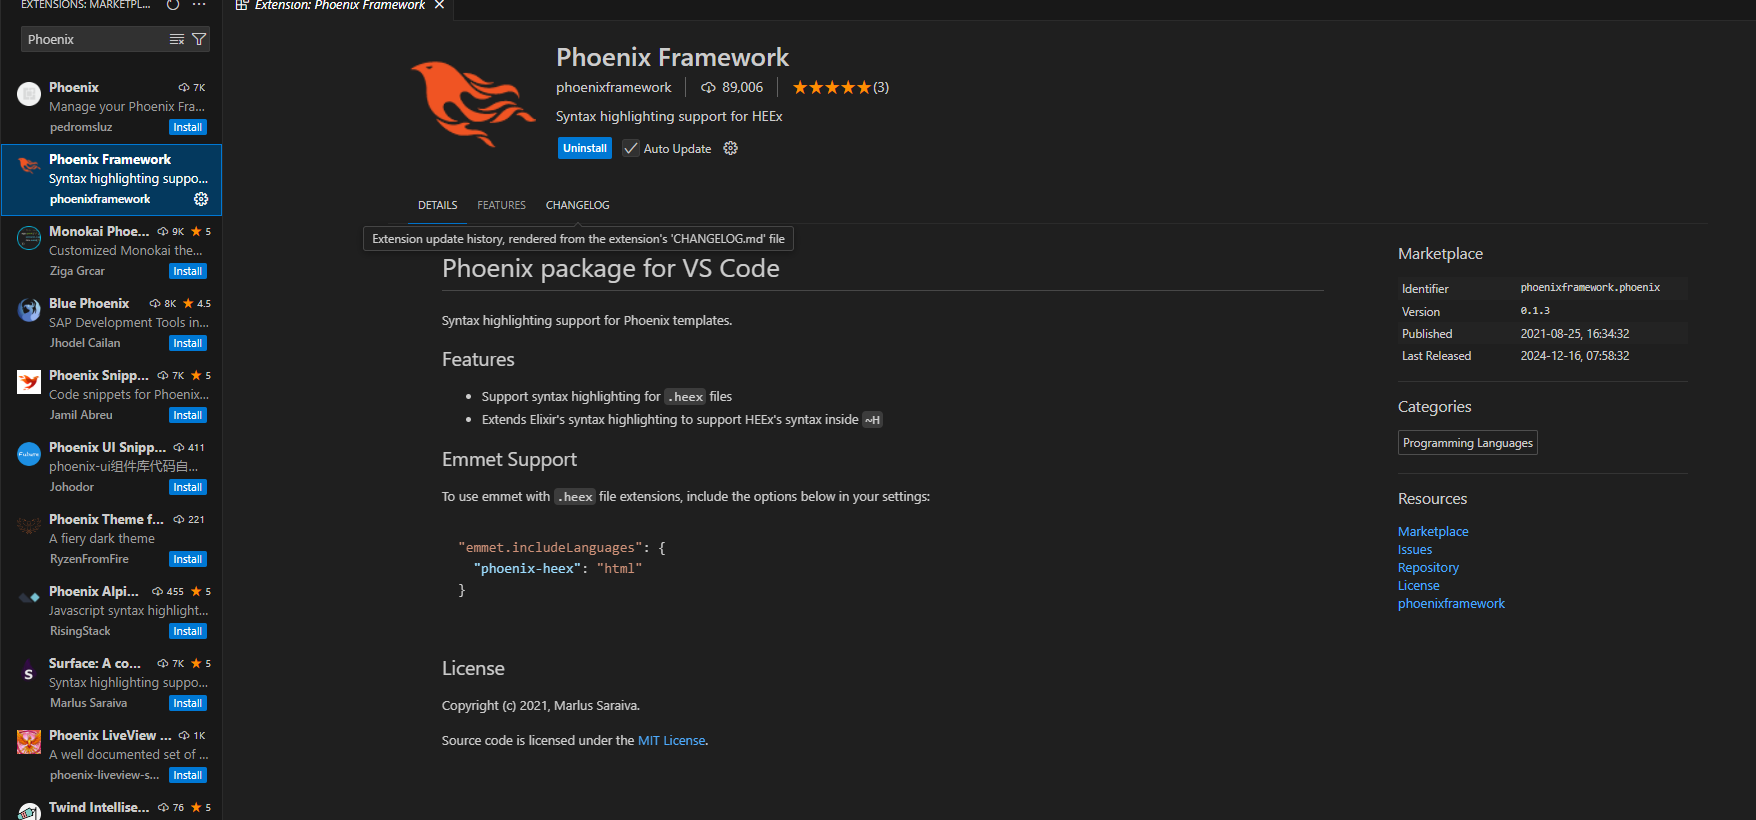 EXTENSIONS: MARKETPL...
Phoenix
Phoenix
7K
Manage your Phoenix Fra...
pedromsluz
Install
Phoenix Framework
Syntax highlighting suppo...
phoenixframework
Monokai Phoe...
9K
5
Customized Monokai the...
Ziga Grcar
Install
Blue Phoenix
8K
4.5
SAP Development Tools in...
Jhodel Cailan
Install
Phoenix Snipp...
7K
5
Code snippets for Phoenix...
Jamil Abreu
Install
Phoenix UI Snipp...
411
phoenix-ui组件库代码自...
Johodor
Install
Phoenix Theme f...
221
A fiery dark theme
RyzenFromFire
Install
Phoenix Alpi...
455
5
Javascript syntax highlight...
RisingStack
Install
Surface: A co...
7K
5
Syntax highlighting suppo...
Marlus Saraiva
Install
Phoenix LiveView ...
1K
A well documented set of ...
phoenix-liveview-s...
Install
Twind Intellise...
76
5
Extension: Phoenix Framework
Phoenix Framework
phoenixframework
89,006
(3)
Syntax highlighting support for HEEx
Uninstall
Auto Update
DETAILS
FEATURES
CHANGELOG
Extension update history, rendered from the extension's 'CHANGELOG.md' file
Phoenix package for VS Code
Syntax highlighting support for Phoenix templates.
Features
• Support syntax highlighting for .heex files
• Extends Elixir's syntax highlighting to support HEEx's syntax inside ~H
Emmet Support
To use emmet with .heex file extensions, include the options below in your settings:
"emmet.includeLanguages": {
"phoenix-heex": "html"
}
License
Copyright (c) 2021, Marlus Saraiva.
Source code is licensed under the MIT License.
Marketplace
Identifier phoenixframework.phoenix
Version 0.1.3
Published 2021-08-25, 16:34:32
Last Released 2024-12-16, 07:58:32
Categories
Programming Languages
Resources
Marketplace
Issues
Repository
License
phoenixframework